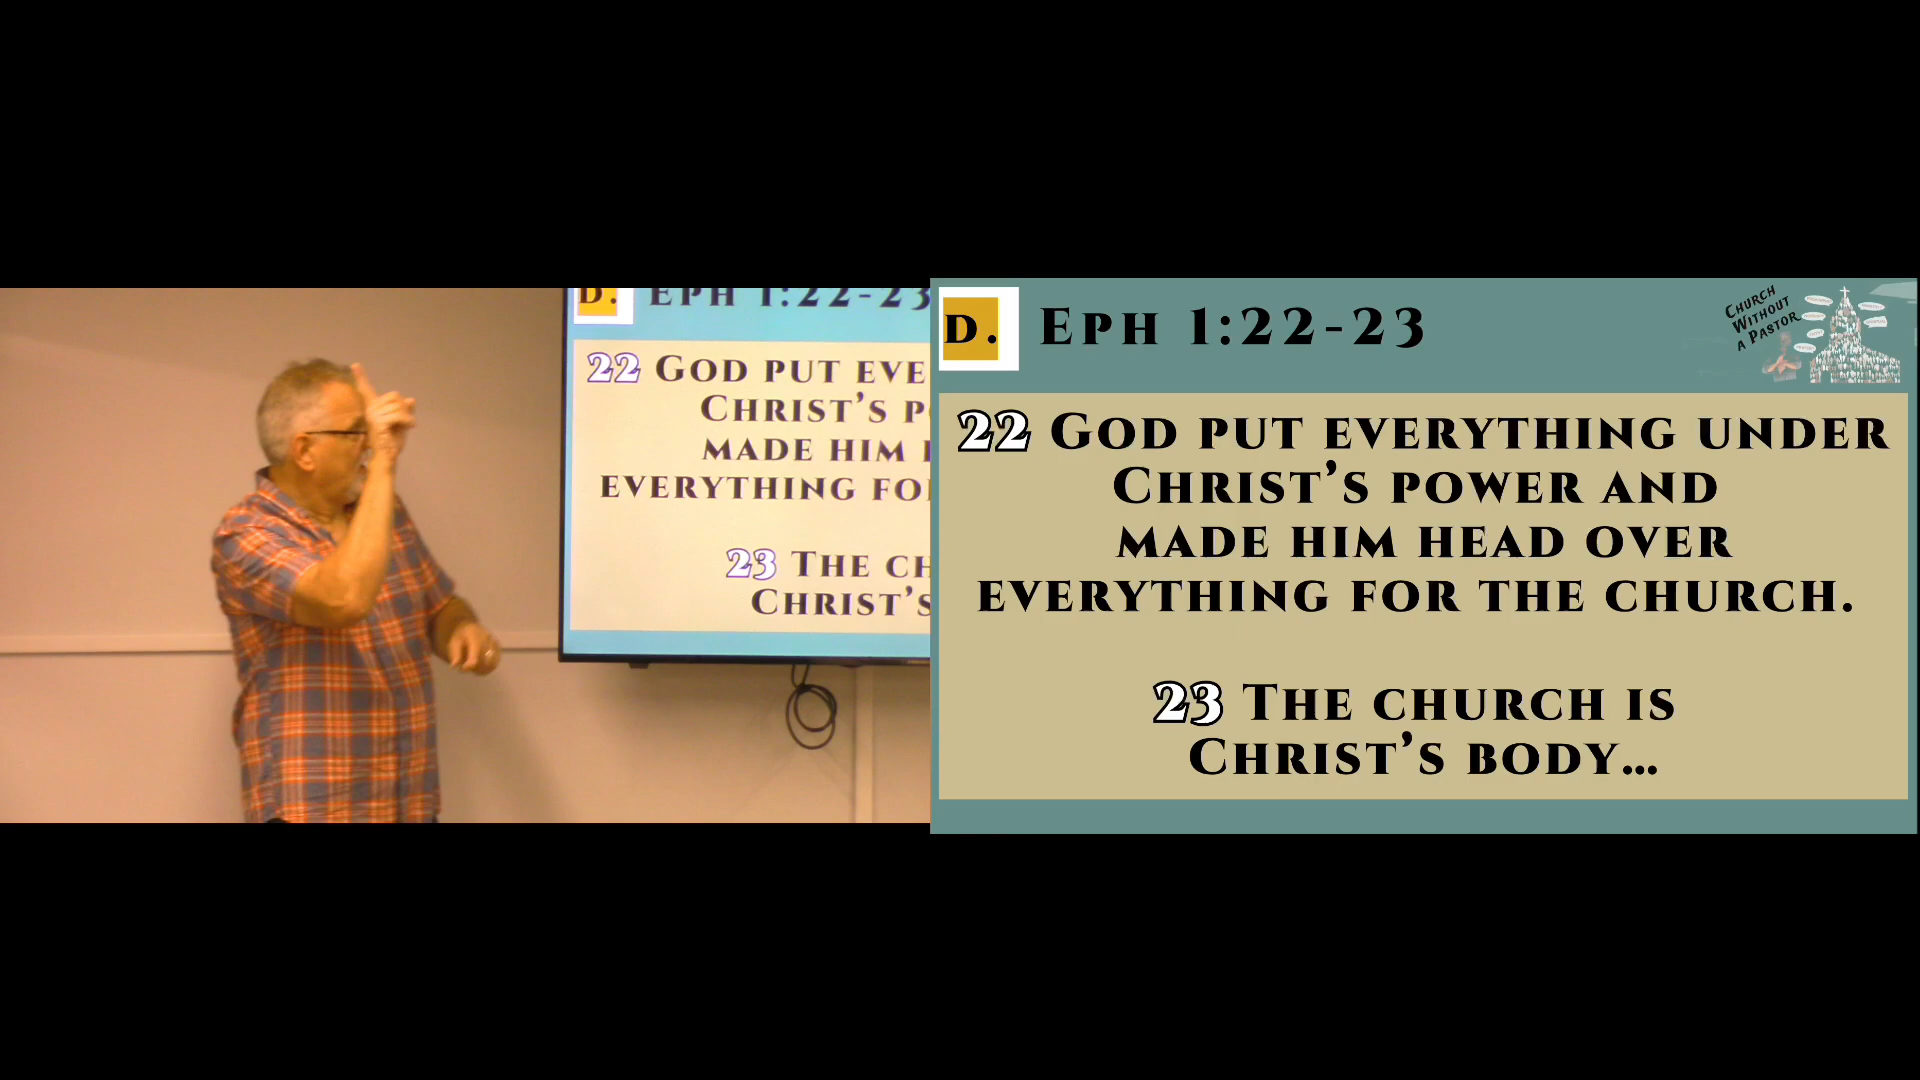 D. EPH 1:22-23
22 GOD PUT EVE
CHRIST'S P
MADE HIM
EVERYTHING FO
23 THE CH
CHRIST'S
D. EPH 1:22-23
CHURCH
WITHOUT
A PASTOR
22 GOD PUT EVERYTHING UNDER
CHRIST'S POWER AND
MADE HIM HEAD OVER
EVERYTHING FOR THE CHURCH.
23 THE CHURCH IS
CHRIST'S BODY...